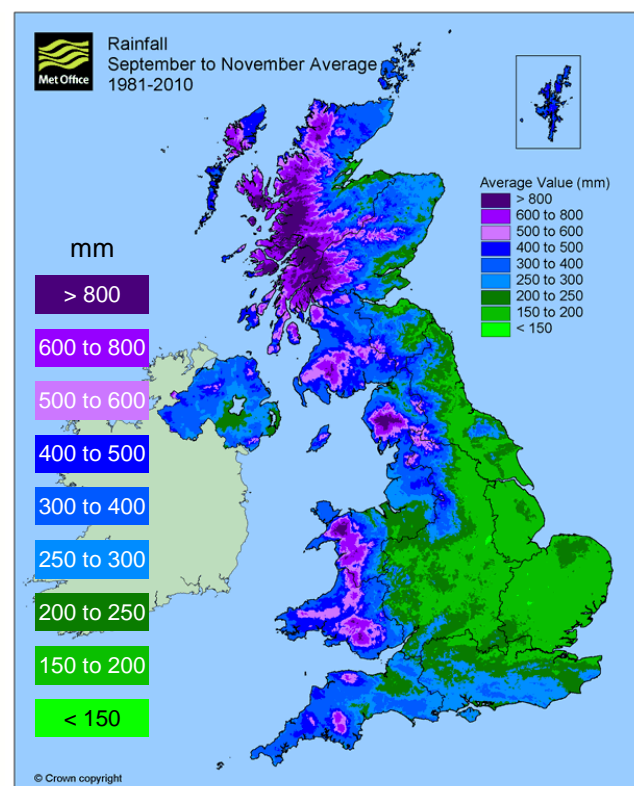 Met Office
Rainfall
September to November Average
1981-2010
Average Value (mm)
> 800
600 to 800
500 to 600
400 to 500
300 to 400
250 to 300
200 to 250
150 to 200
< 150
mm
> 800
600 to 800
500 to 600
400 to 500
300 to 400
250 to 300
200 to 250
150 to 200
< 150
© Crown copyright